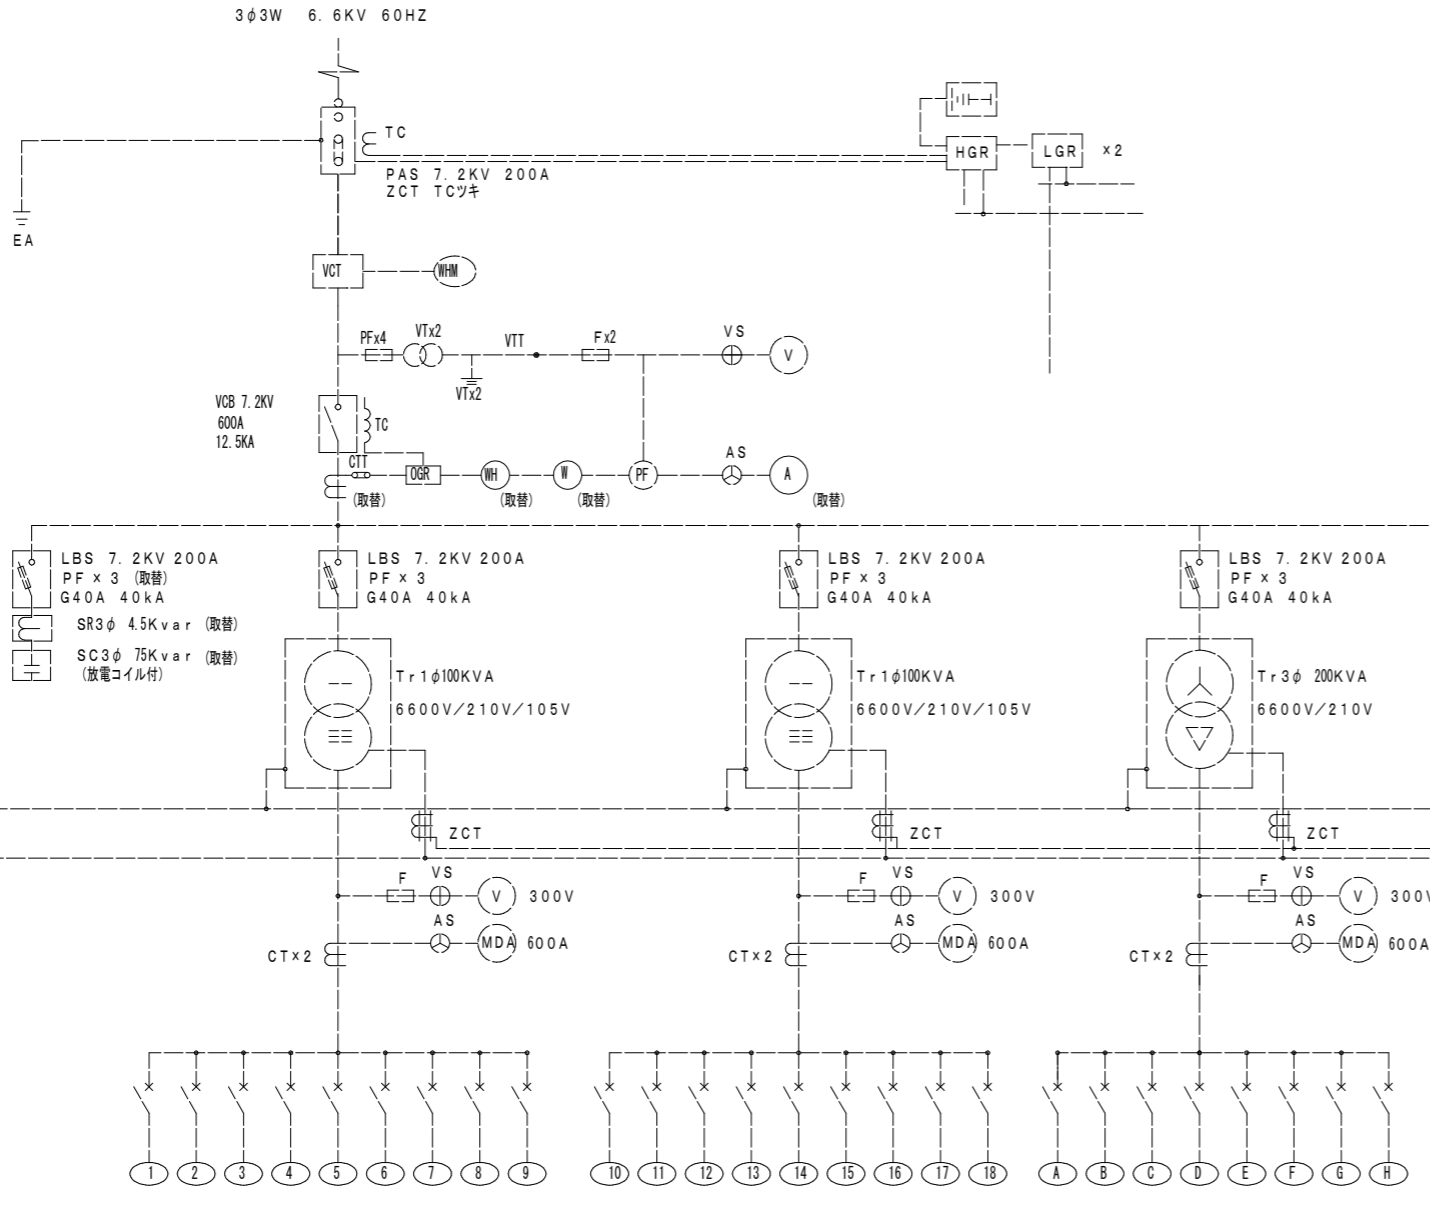 3φ3W 6.6KV 60HZ
TC
HGR
LGR
×2
PAS 7.2KV 200A
ZCT TCツキ
EA
VCT
WHM
PFx4
VTx2
VTT
Fx2
VS
V
VTx2
VCB 7.2KV
600A
12.5KA
TC
CTT
OGR
WH
W
PF
AS
A
(取替)
(取替)
(取替)
(取替)
LBS 7.2KV 200A
PF × 3 (取替)
G40A 40kA
SR3φ 4.5Kvar (取替)
SC3φ 75Kvar (取替)
(放電コイル付)
LBS 7.2KV 200A
PF × 3
G40A 40kA
LBS 7.2KV 200A
PF × 3
G40A 40kA
LBS 7.2KV 200A
PF × 3
G40A 40kA
Tr1φ100KVA
6600V/210V/105V
Tr1φ100KVA
6600V/210V/105V
Tr3φ 200KVA
6600V/210V
ZCT
ZCT
ZCT
F
VS
V
300V
AS
MDA
600A
CT×2
F
VS
V
300V
AS
MDA
600A
CT×2
F
VS
V
300V
AS
MDA
600A
CT×2
1 2 3 4 5 6 7 8 9
10 11 12 13 14 15 16 17 18
A B C D E F G H